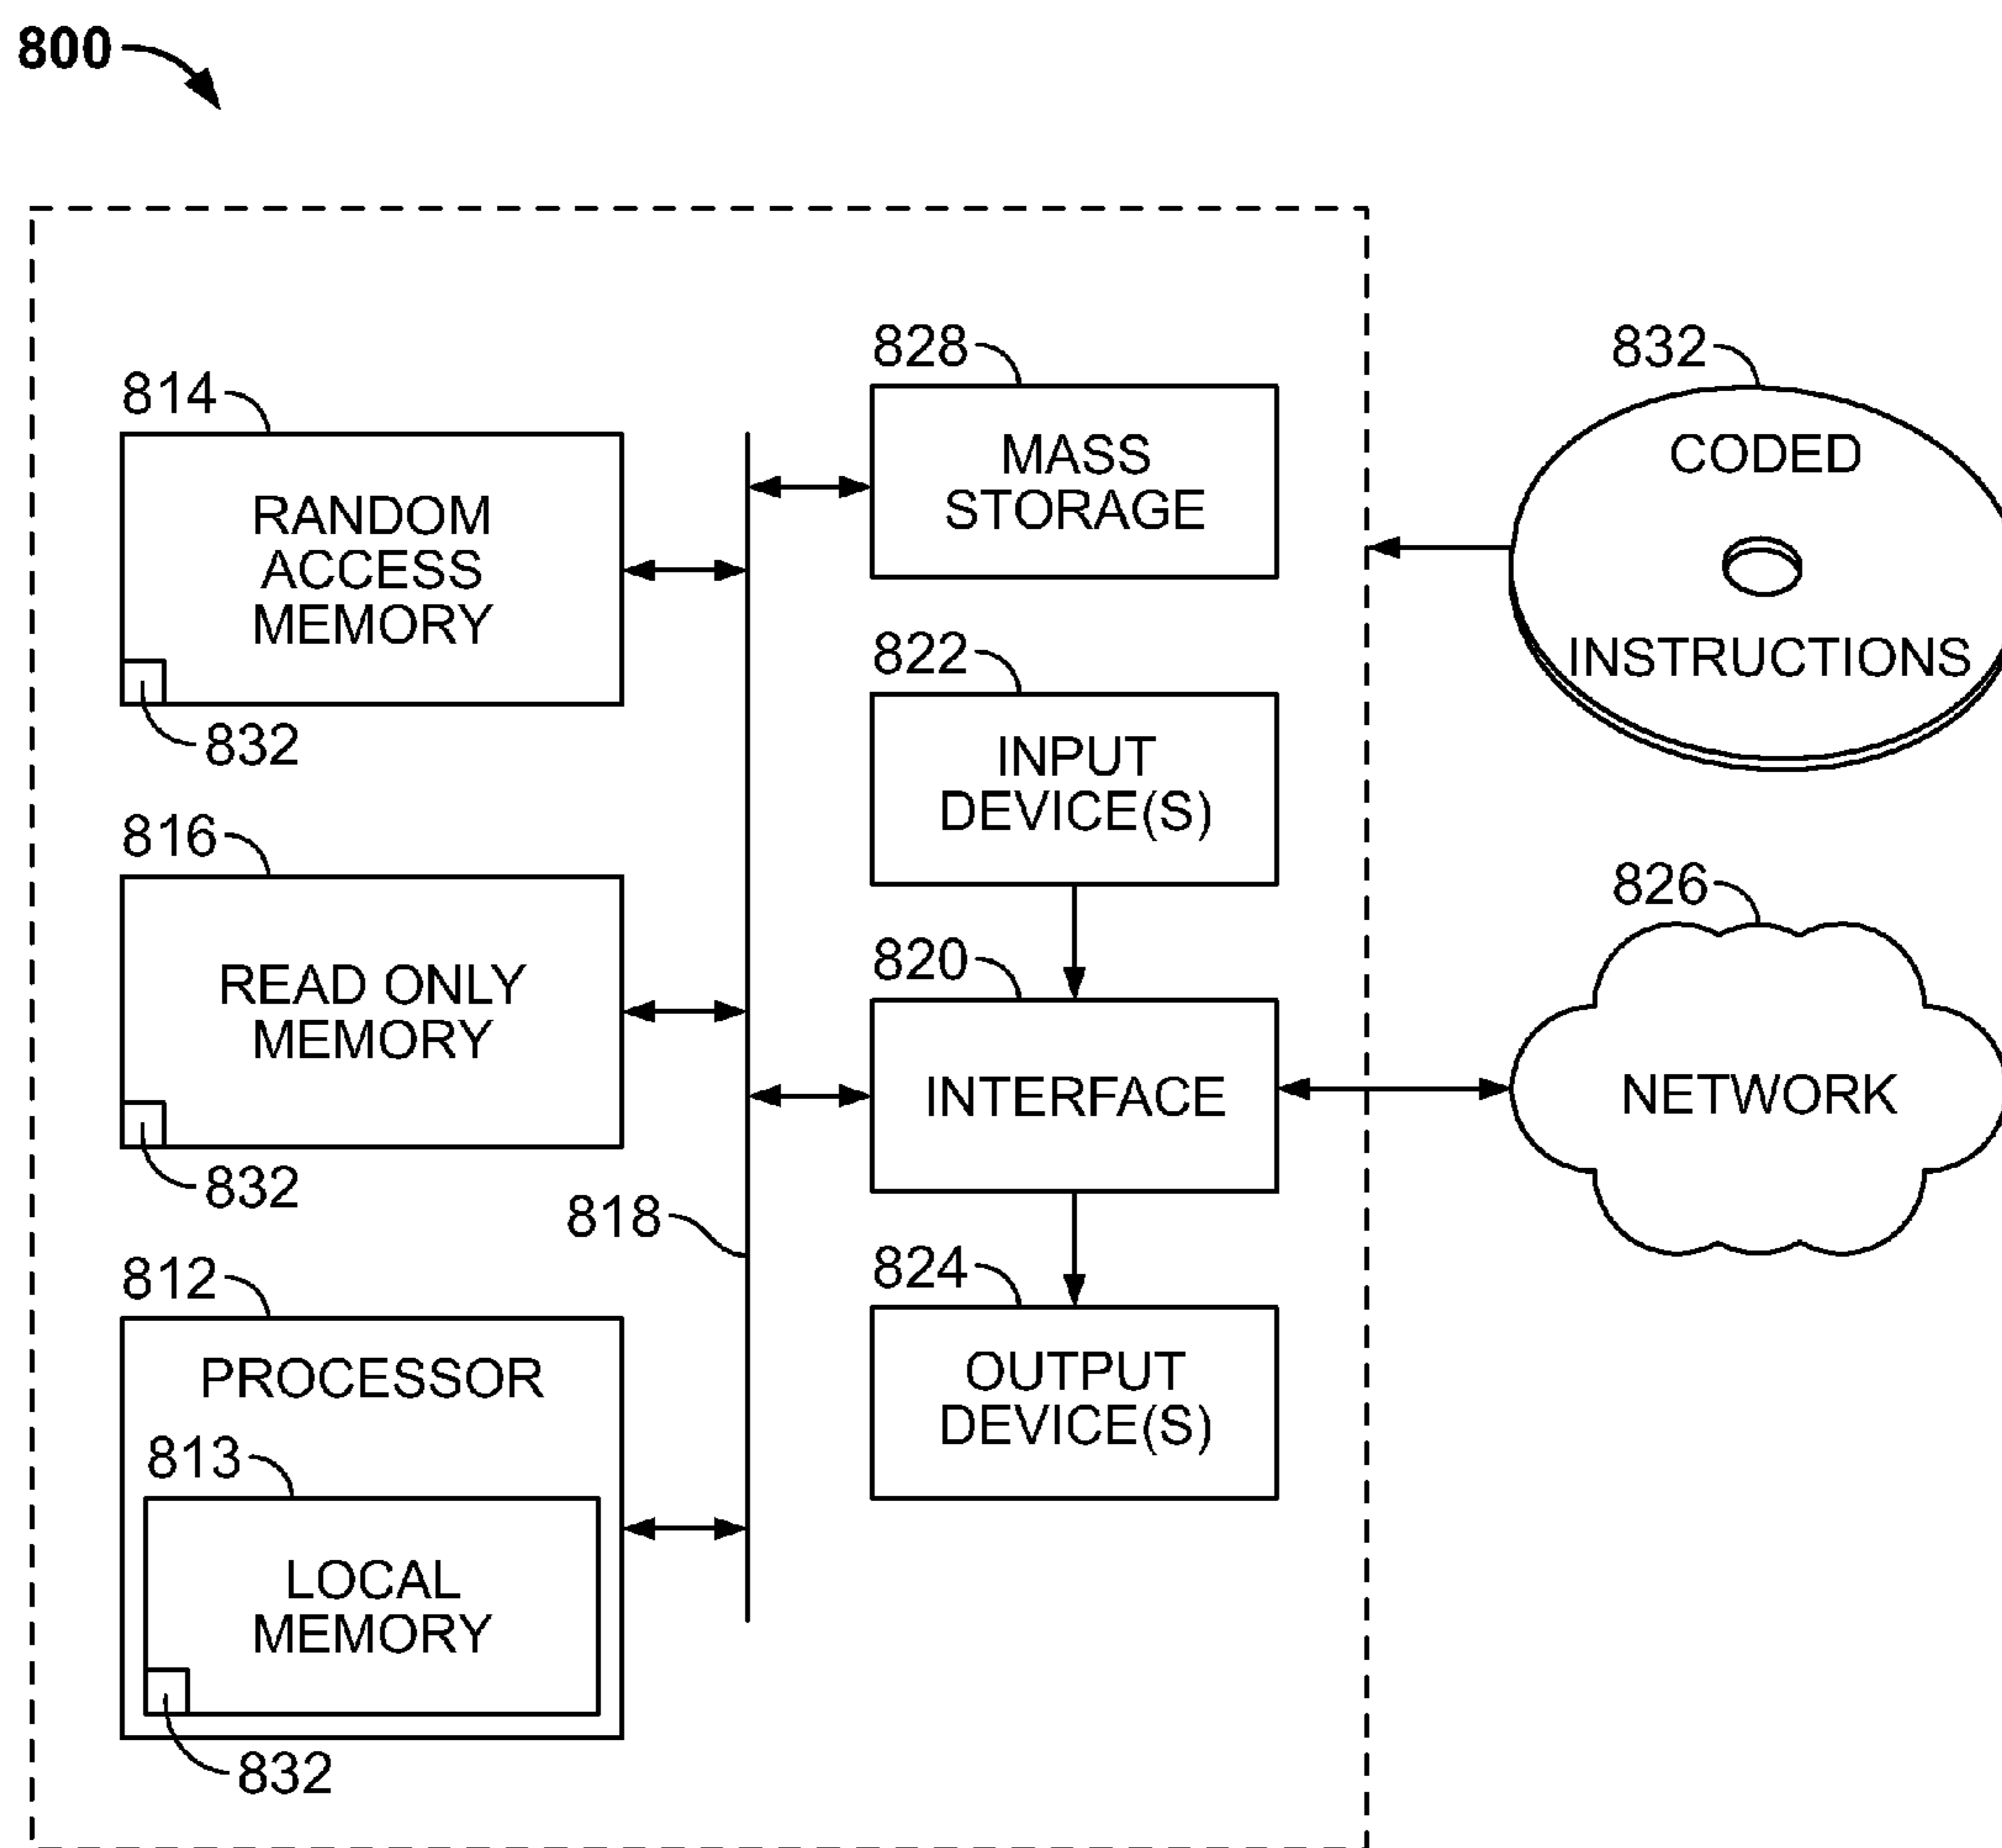 800
814
RANDOM
ACCESS
MEMORY
832
816
READ ONLY
MEMORY
832
818
812
PROCESSOR
813
LOCAL
MEMORY
832
828
MASS
STORAGE
822
INPUT
DEVICE(S)
820
INTERFACE
824
OUTPUT
DEVICE(S)
832
CODED
INSTRUCTIONS
826
NETWORK